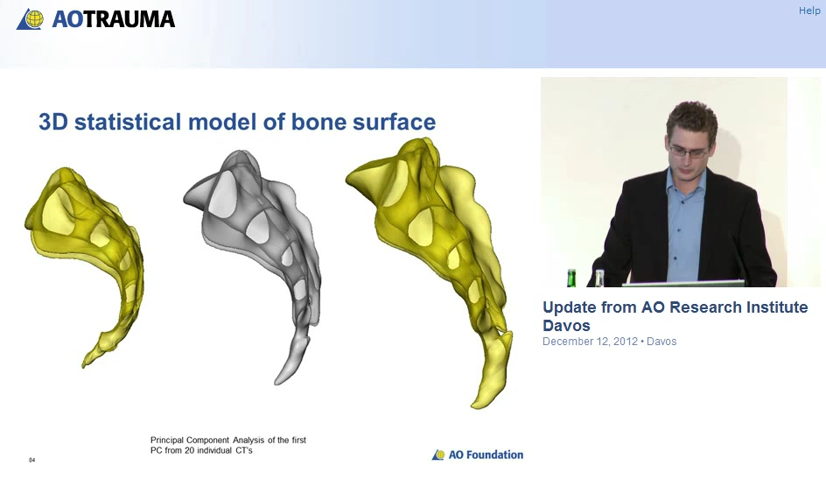 AOTRAUMA
Help
3D statistical model of bone surface
Update from AO Research Institute
Davos
December 12, 2012 • Davos
Principal Component Analysis of the first
PC from 20 individual CT's
84
AO Foundation